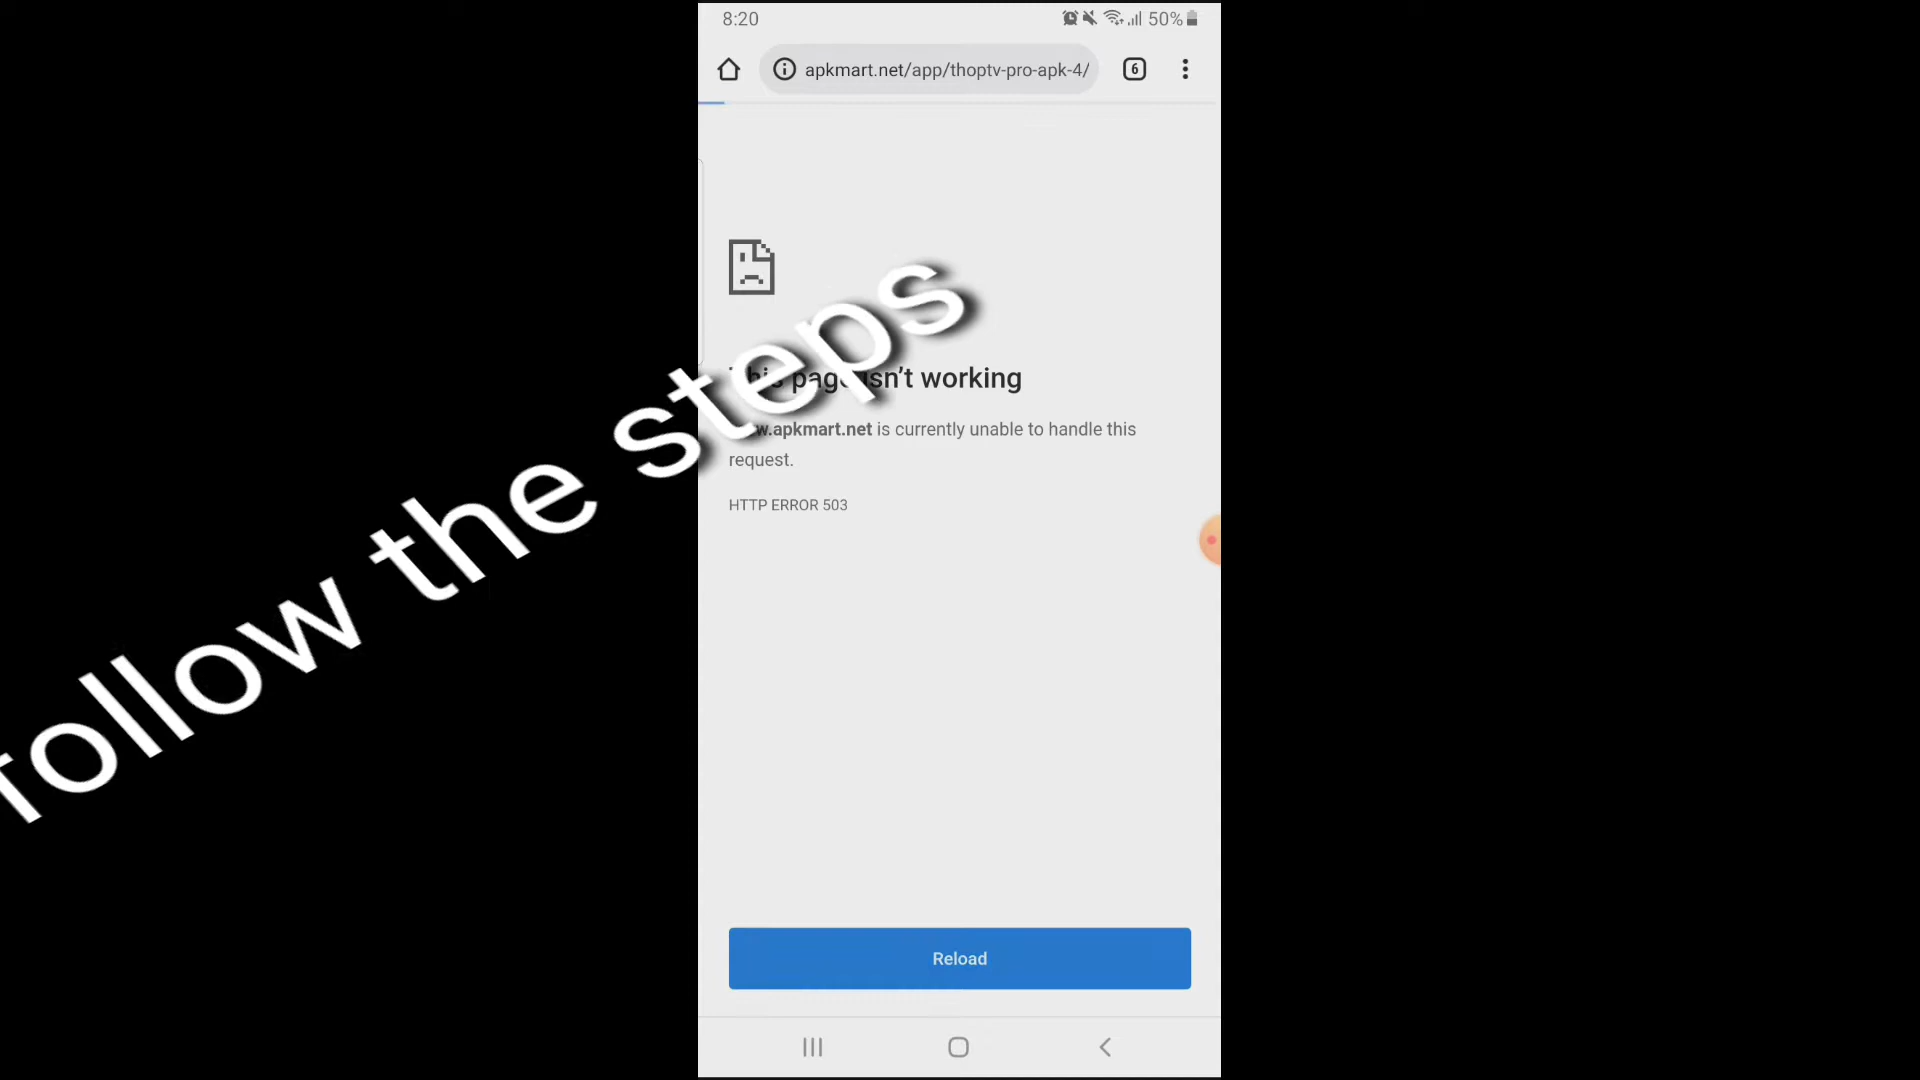 8:20
50%
apkmart.net/app/thoptv-pro-apk-4/
6
follow the steps
This page isn’t working
www.apkmart.net is currently unable to handle this
request.
HTTP ERROR 503
Reload